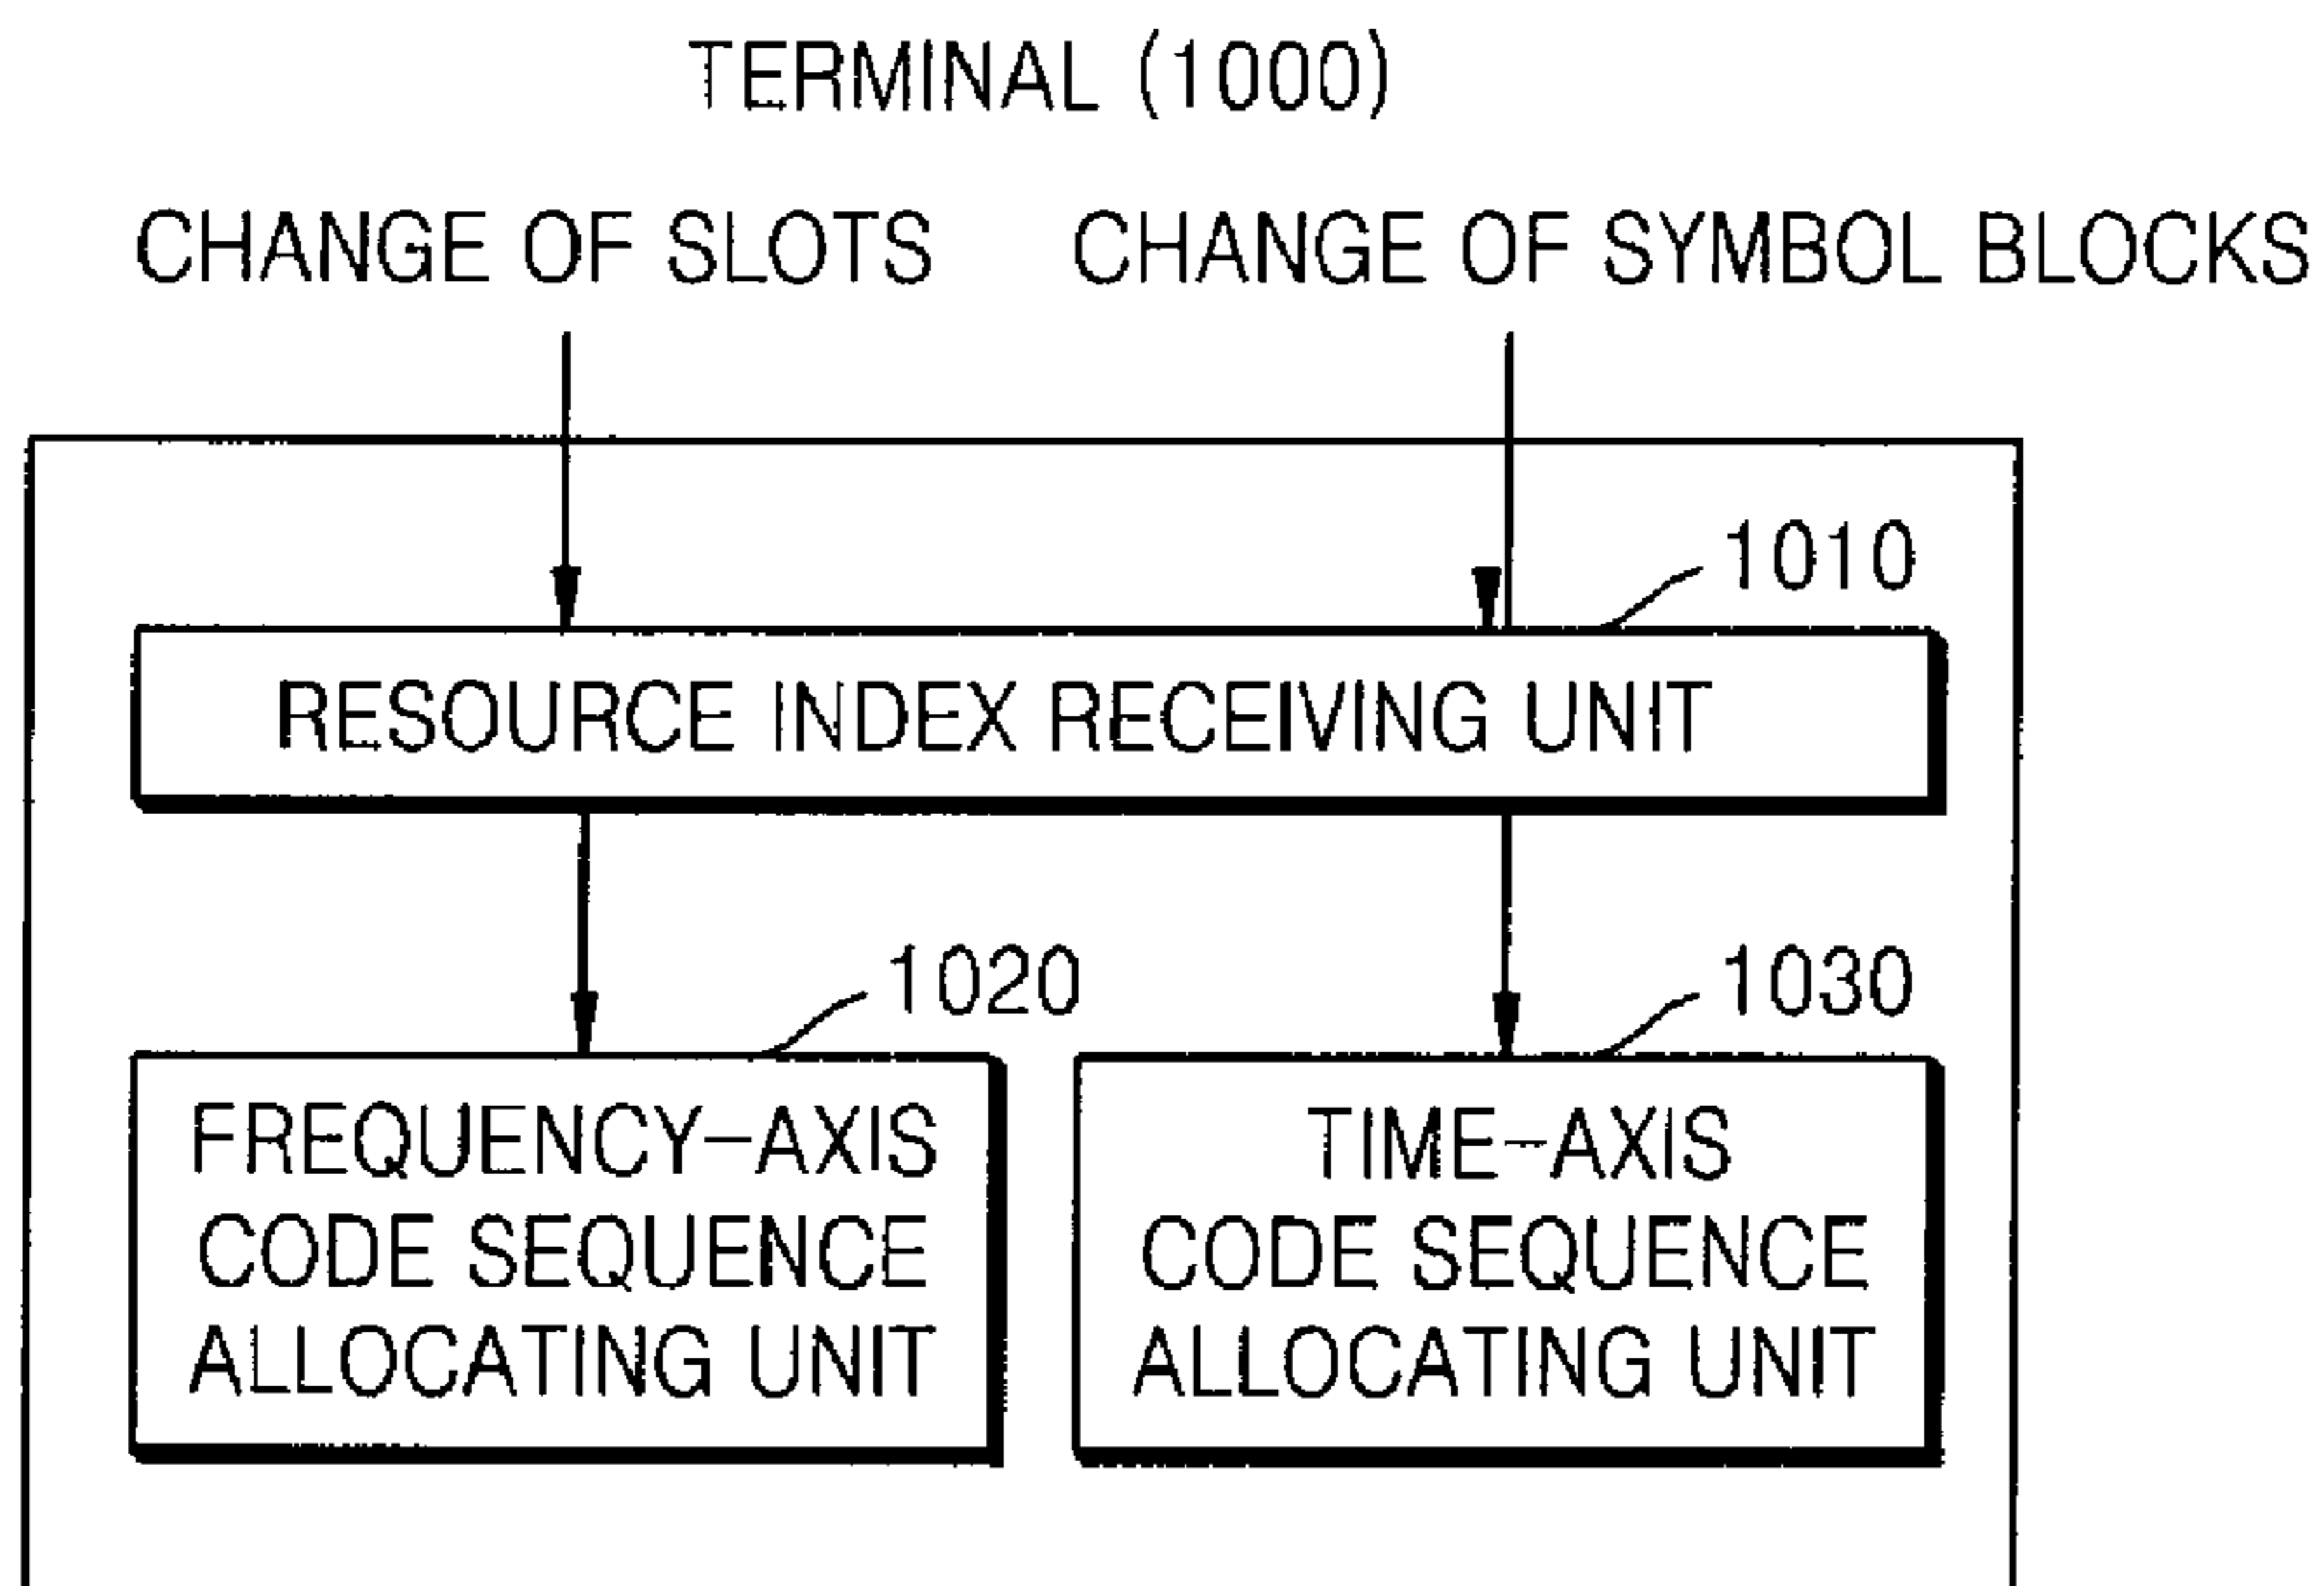 TERMINAL (1000)
CHANGE OF SLOTS CHANGE OF SYMBOL BLOCKS
1010
RESOURCE INDEX RECEIVING UNIT
1020
1030
FREQUENCY-AXIS
CODE SEQUENCE
ALLOCATING UNIT
TIME-AXIS
CODE SEQUENCE
ALLOCATING UNIT